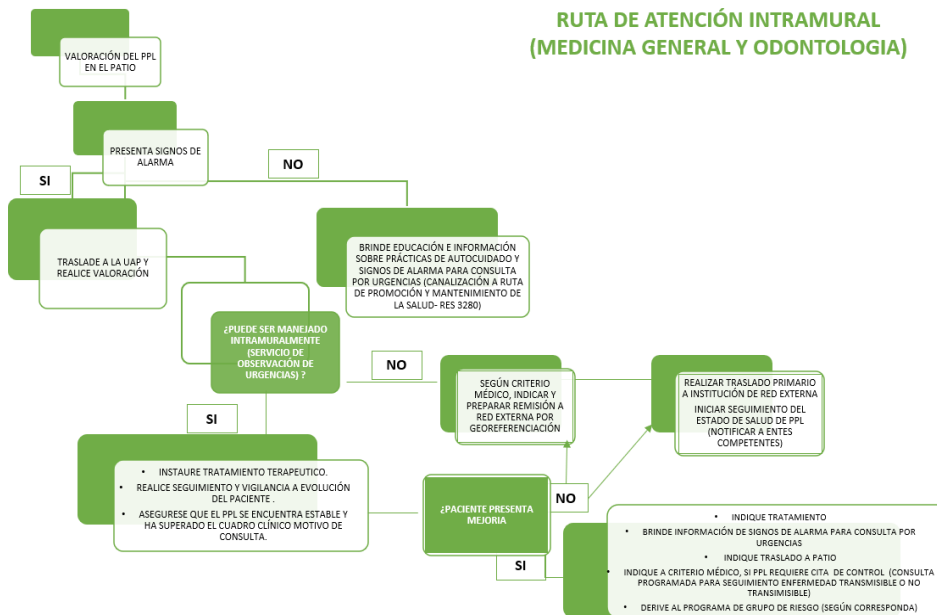 RUTA DE ATENCIÓN INTRAMURAL
(MEDICINA GENERAL Y ODONTOLOGIA)
VALORACIÓN DEL PPL
EN EL PATIO
PRESENTA SIGNOS DE
ALARMA
SI
NO
TRASLADE A LA UAP Y
REALICE VALORACIÓN
BRINDE EDUCACIÓN E INFORMACIÓN
SOBRE PRÁCTICAS DE AUTOCUIDADO Y
SIGNOS DE ALARMA PARA CONSULTA
POR URGENCIAS (CANALIZACIÓN A RUTA
DE PROMOCIÓN Y MANTENIMIENTO DE
LA SALUD- RES 3280)
¿PUEDE SER MANEJADO
INTRAMURALMENTE
(SERVICIO DE
OBSERVACIÓN DE
URGENCIAS) ?
NO
SEGÚN CRITERIO
MÉDICO, INDICAR Y
PREPARAR REMISIÓN A
RED EXTERNA POR
GEOREFERENCIACIÓN
REALIZAR TRASLADO PRIMARIO
A INSTITUCIÓN DE RED EXTERNA
INICIAR SEGUIMIENTO DEL
ESTADO DE SALUD DE PPL
(NOTIFICAR A ENTES
COMPETENTES)
SI
• INSTAURE TRATAMIENTO TERAPEUTICO.
• REALICE SEGUIMIENTO Y VIGILANCIA A EVOLUCIÓN
DEL PACIENTE .
• ASEGURESE QUE EL PPL SE ENCUENTRA ESTABLE Y
HA SUPERADO EL CUADRO CLÍNICO MOTIVO DE
CONSULTA.
¿PACIENTE PRESENTA
MEJORIA
NO
SI
• INDIQUE TRATAMIENTO
• BRINDE INFORMACIÓN DE SIGNOS DE ALARMA PARA CONSULTA POR
URGENCIAS
• INDIQUE TRASLADO A PATIO
• INDIQUE A CRITERIO MÉDICO, SI PPL REQUIERE CITA DE CONTROL (CONSULTA
PROGRAMADA PARA SEGUIMIENTO ENFERMEDAD TRANSMISIBLE O NO
TRANSIMISIBLE)
• DERIVE AL PROGRAMA DE GRUPO DE RIESGO (SEGÚN CORRESPONDA)